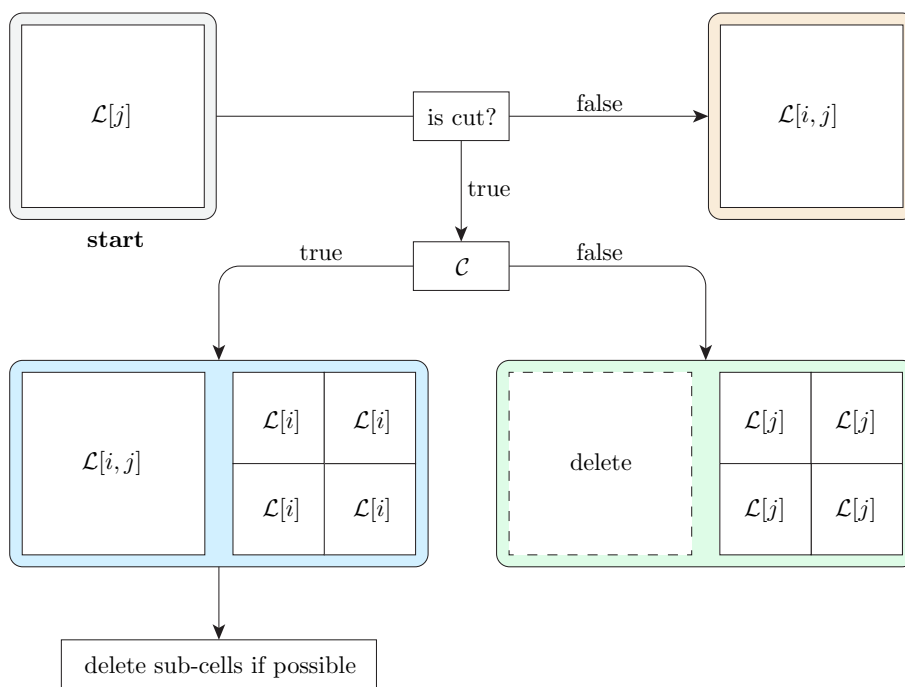 ℒ[j]
is cut?
false
ℒ[i, j]
true
start
true
𝒞
false
ℒ[i, j]
ℒ[i] ℒ[i]
ℒ[i] ℒ[i]
delete
ℒ[j] ℒ[j]
ℒ[j] ℒ[j]
delete sub-cells if possible